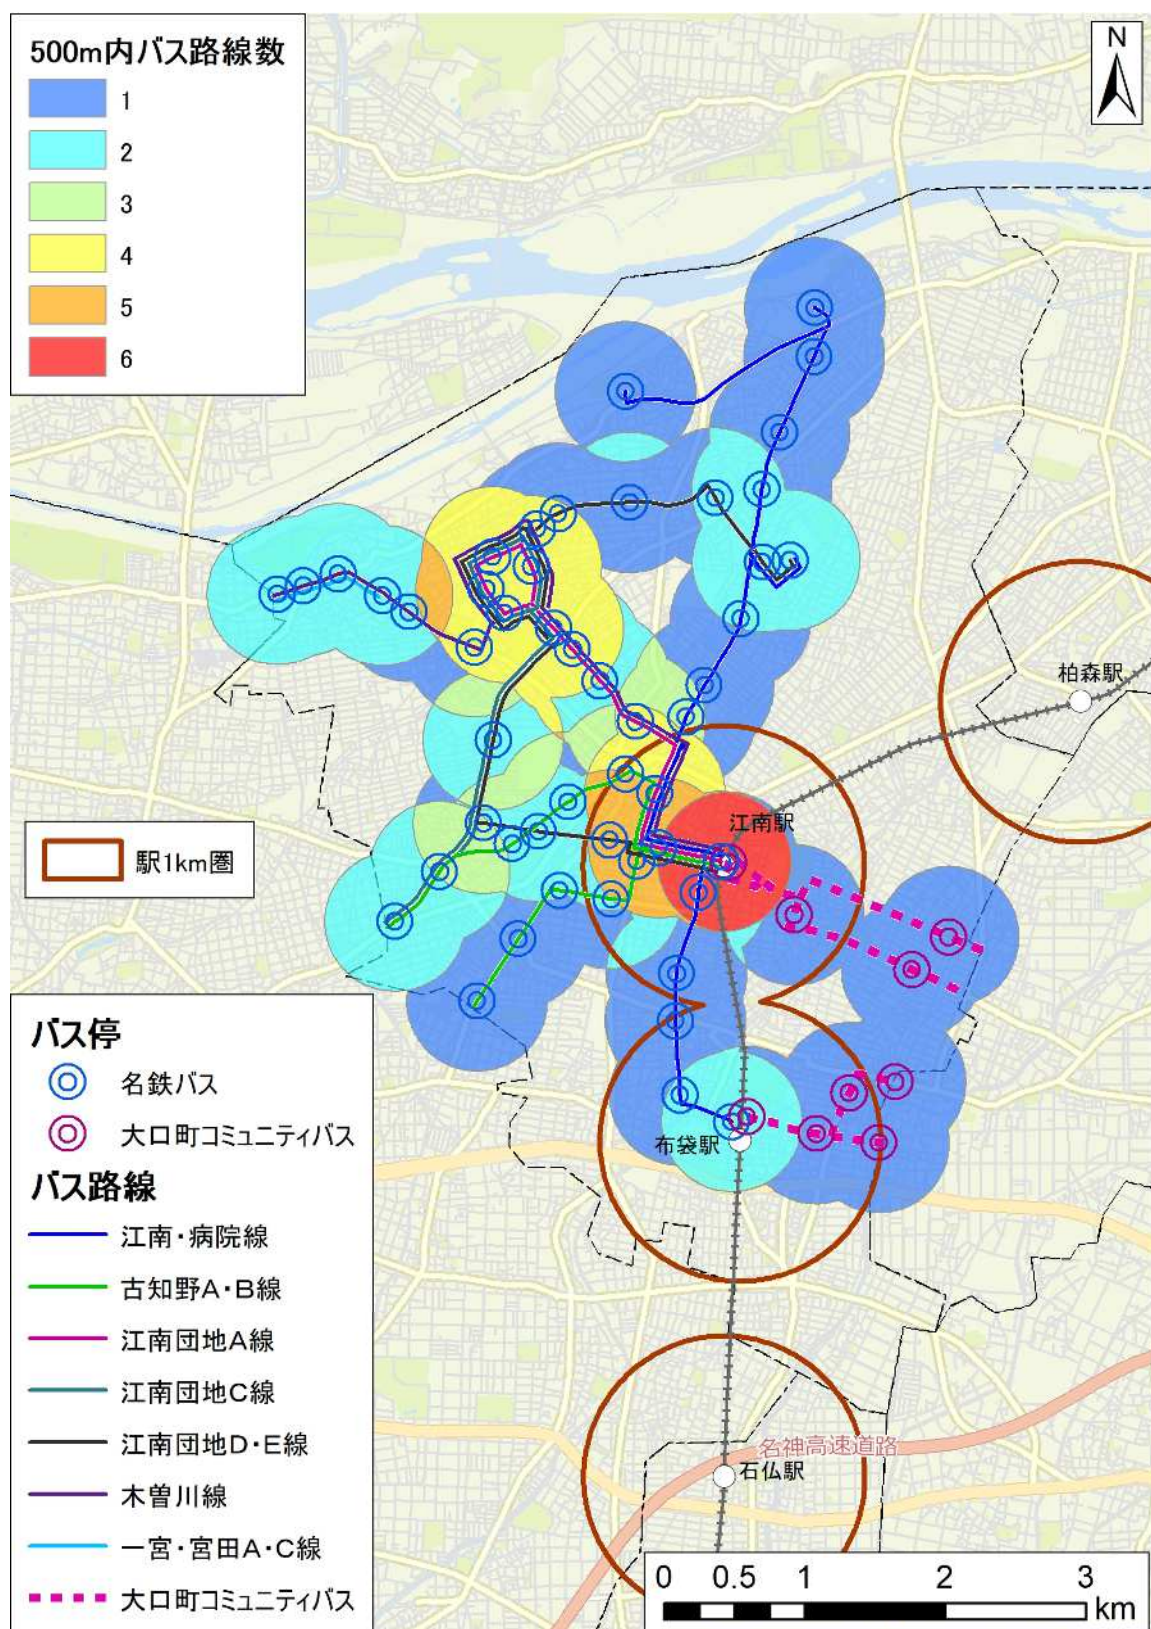 500m内バス路線数
1
2
3
4
5
6
N
柏森駅
江南駅
駅1km圏
布袋駅
バス停
名鉄バス
大口町コミュニティバス
バス路線
江南・病院線
古知野A・B線
江南団地A線
江南団地C線
江南団地D・E線
木曽川線
一宮・宮田A・C線
大口町コミュニティバス
名神高速道路
石仏駅
0 0.5 1 2 3
km